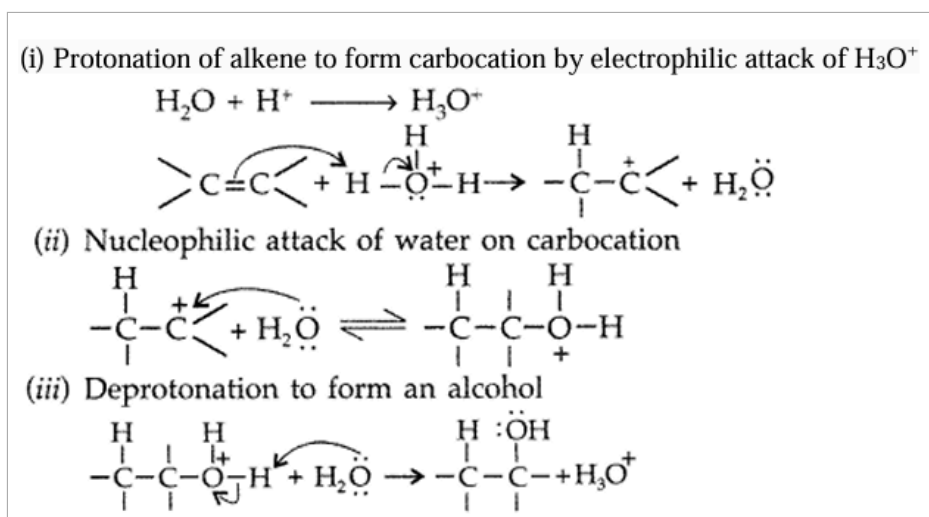 (i) Protonation of alkene to form carbocation by electrophilic attack of H₃O⁺
H₂O + H⁺ ⟶ H₃O⁺
H H
C=C + H–O⁺–H → –C–C⁺ + H₂O
(ii) Nucleophilic attack of water on carbocation
H H H
–C–C⁺ + H₂O ⇌ –C–C–O–H
+
(iii) Deprotonation to form an alcohol
H H H :ÖH
–C–C–O⁺–H + H₂O → –C–C– + H₃O⁺